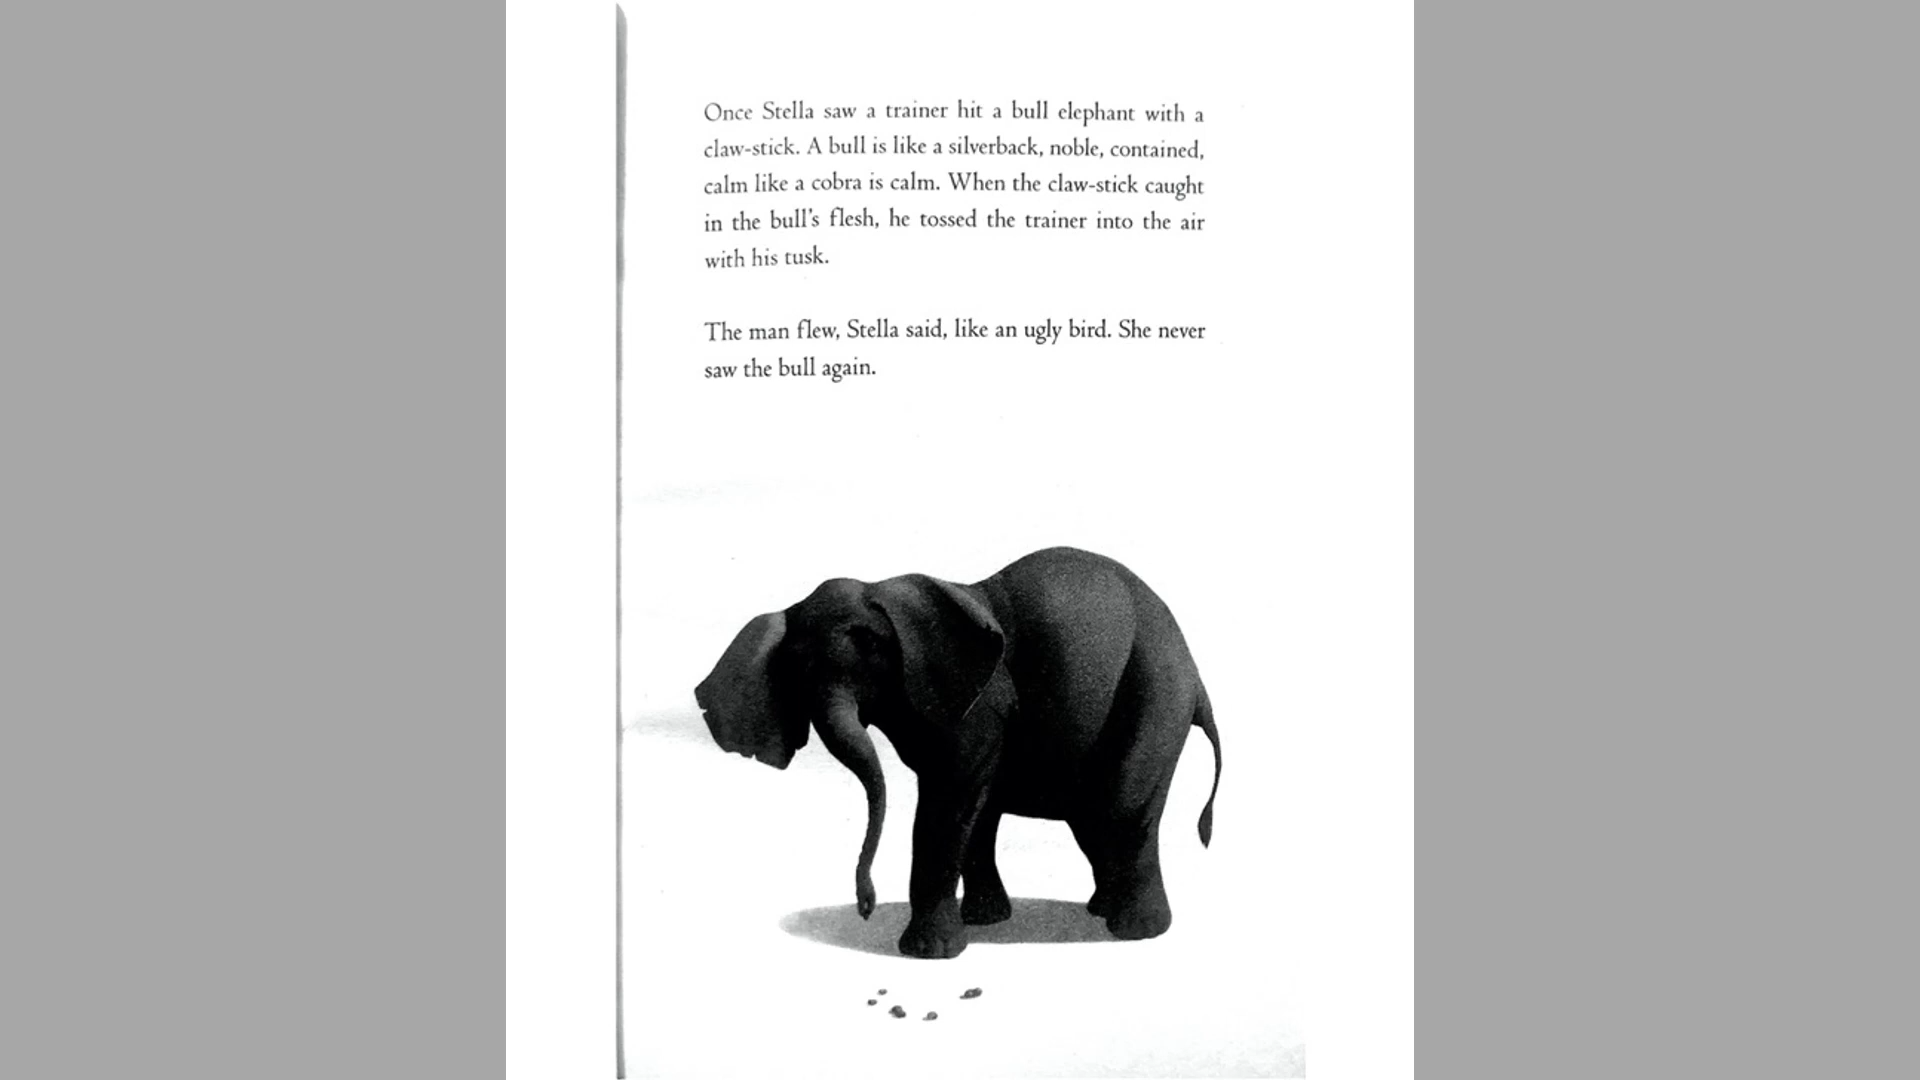 Once Stella saw a trainer hit a bull elephant with a
claw-stick. A bull is like a silverback, noble, contained,
calm like a cobra is calm. When the claw-stick caught
in the bull's flesh, he tossed the trainer into the air
with his tusk.
The man flew, Stella said, like an ugly bird. She never
saw the bull again.